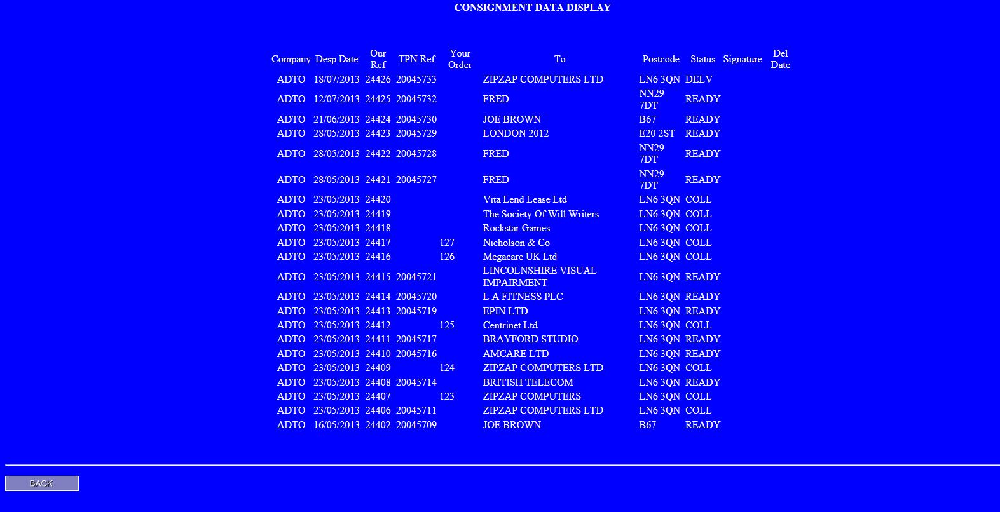 CONSIGNMENT DATA DISPLAY
Company Desp Date Our Ref TPN Ref Your Order To Postcode Status Signature Del Date
ADTO 18/07/2013 24426 20045733 ZIPZAP COMPUTERS LTD LN6 3QN DELV
ADTO 12/07/2013 24425 20045732 FRED NN29 7DT READY
ADTO 21/06/2013 24424 20045730 JOE BROWN B67 READY
ADTO 28/05/2013 24423 20045729 LONDON 2012 E20 2ST READY
ADTO 28/05/2013 24422 20045728 FRED NN29 7DT READY
ADTO 28/05/2013 24421 20045727 FRED NN29 7DT READY
ADTO 23/05/2013 24420 Vita Lend Lease Ltd LN6 3QN COLL
ADTO 23/05/2013 24419 The Society Of Will Writers LN6 3QN COLL
ADTO 23/05/2013 24418 Rockstar Games LN6 3QN COLL
ADTO 23/05/2013 24417 127 Nicholson & Co LN6 3QN COLL
ADTO 23/05/2013 24416 126 Megacare UK Ltd LN6 3QN COLL
ADTO 23/05/2013 24415 20045721 LINCOLNSHIRE VISUAL IMPAIRMENT LN6 3QN READY
ADTO 23/05/2013 24414 20045720 L A FITNESS PLC LN6 3QN READY
ADTO 23/05/2013 24413 20045719 EPIN LTD LN6 3QN READY
ADTO 23/05/2013 24412 125 Centrinet Ltd LN6 3QN COLL
ADTO 23/05/2013 24411 20045717 BRAYFORD STUDIO LN6 3QN READY
ADTO 23/05/2013 24410 20045716 AMCARE LTD LN6 3QN READY
ADTO 23/05/2013 24409 124 ZIPZAP COMPUTERS LTD LN6 3QN COLL
ADTO 23/05/2013 24408 20045714 BRITISH TELECOM LN6 3QN READY
ADTO 23/05/2013 24407 123 ZIPZAP COMPUTERS LN6 3QN COLL
ADTO 23/05/2013 24406 20045711 ZIPZAP COMPUTERS LTD LN6 3QN COLL
ADTO 16/05/2013 24402 20045709 JOE BROWN B67 READY
BACK